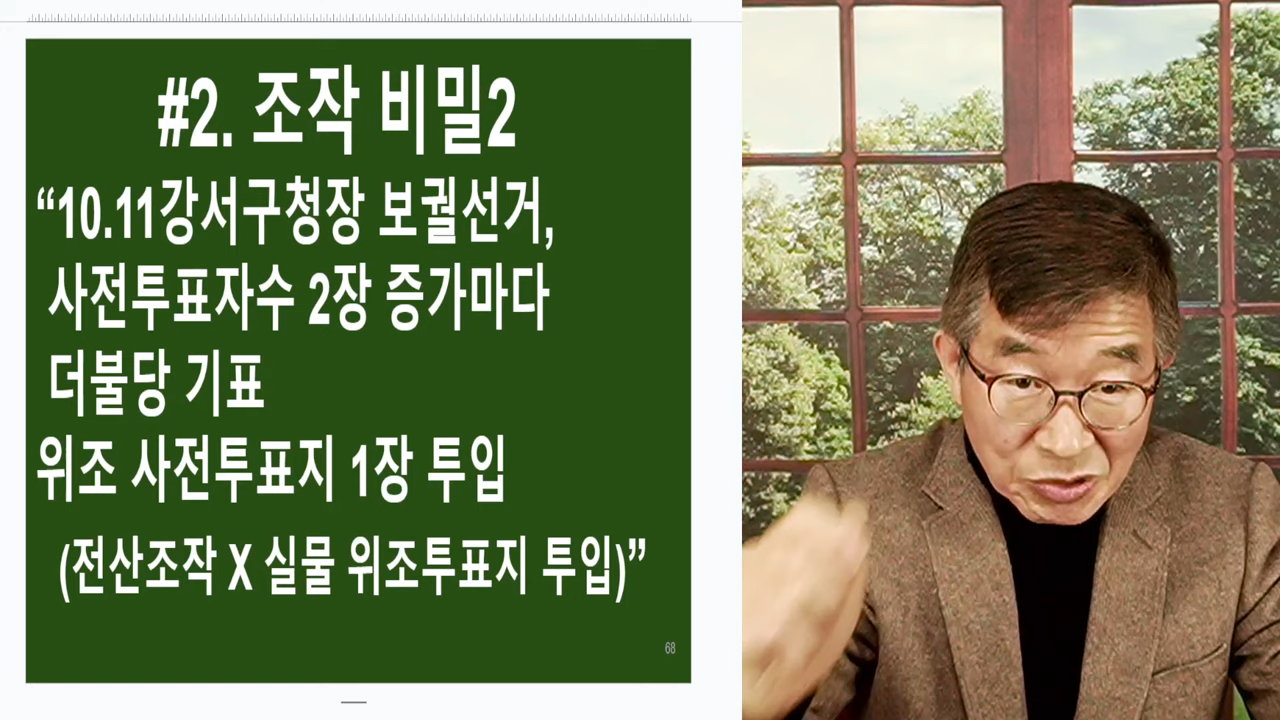 #2. 조작 비밀2
“10.11강서구청장 보궐선거,
사전투표자수 2장 증가마다
더불당 기표
위조 사전투표지 1장 투입
(전산조작 X 실물 위조투표지 투입)”
68